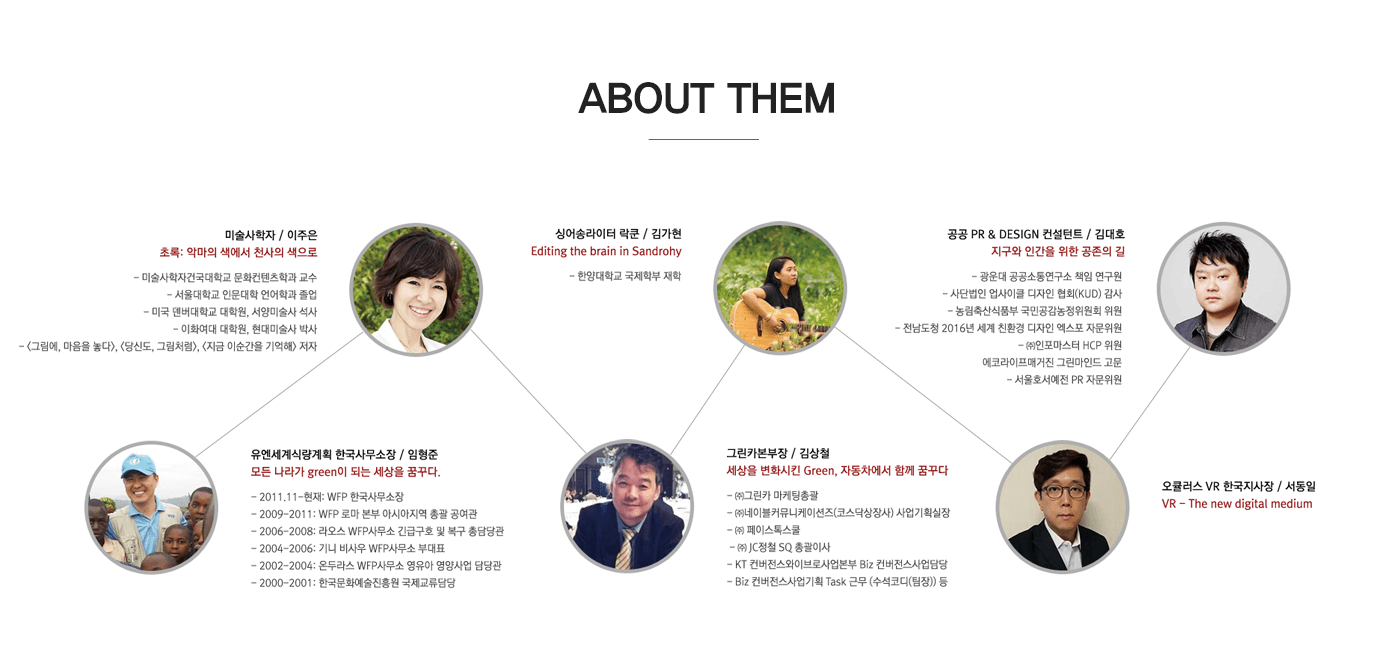 ABOUT THEM
미술사학자 / 이주은
초록: 악마의 색에서 천사의 색으로
- 미술사학자건국대학교 문화컨텐츠학과 교수
- 서울대학교 인문대학 언어학과 졸업
- 미국 덴버대학교 대학원, 서양미술사 석사
- 이화여대 대학원, 현대미술사 박사
- <그림에, 마음을 놓다>, <당신도, 그림처럼>, <지금 이순간을 기억해> 저자
싱어송라이터 락쿤 / 김가현
Editing the brain in Sandrohy
- 한양대학교 국제학부 재학
공공 PR & DESIGN 컨설턴트 / 김대호
지구와 인간을 위한 공존의 길
- 광운대 공공소통연구소 책임 연구원
- 사단법인 업사이클 디자인 협회(KUD) 감사
- 농림축산식품부 국민공감농정위원회 위원
- 전남도청 2016년 세계 친환경 디자인 엑스포 자문위원
- ㈜인포마스터 HCP 위원
에코라이프매거진 그린마인드 고문
- 서울호서예전 PR 자문위원
유엔세계식량계획 한국사무소장 / 임형준
모든 나라가 green이 되는 세상을 꿈꾸다.
- 2011.11-현재: WFP 한국사무소장
- 2009-2011: WFP 로마 본부 아시아지역 총괄 공여관
- 2006-2008: 라오스 WFP사무소 긴급구호 및 복구 총담당관
- 2004-2006: 기니 비사우 WFP사무소 부대표
- 2002-2004: 온두라스 WFP사무소 영유아 영양사업 담당관
- 2000-2001: 한국문화예술진흥원 국제교류담당
그린카본부장 / 김상철
세상을 변화시킨 Green, 자동차에서 함께 꿈꾸다
- ㈜그린카 마케팅총괄
- ㈜네이블커뮤니케이션즈(코스닥상장사) 사업기획실장
- ㈜ 페이스톡스쿨
- ㈜ JC정철 SQ 총괄이사
- KT 컨버전스와이브로사업본부 Biz 컨버전스사업담당
- Biz 컨버전스사업기획 Task 근무 (수석코디(팀장)) 등
오큘러스 VR 한국지사장 / 서동일
VR - The new digital medium